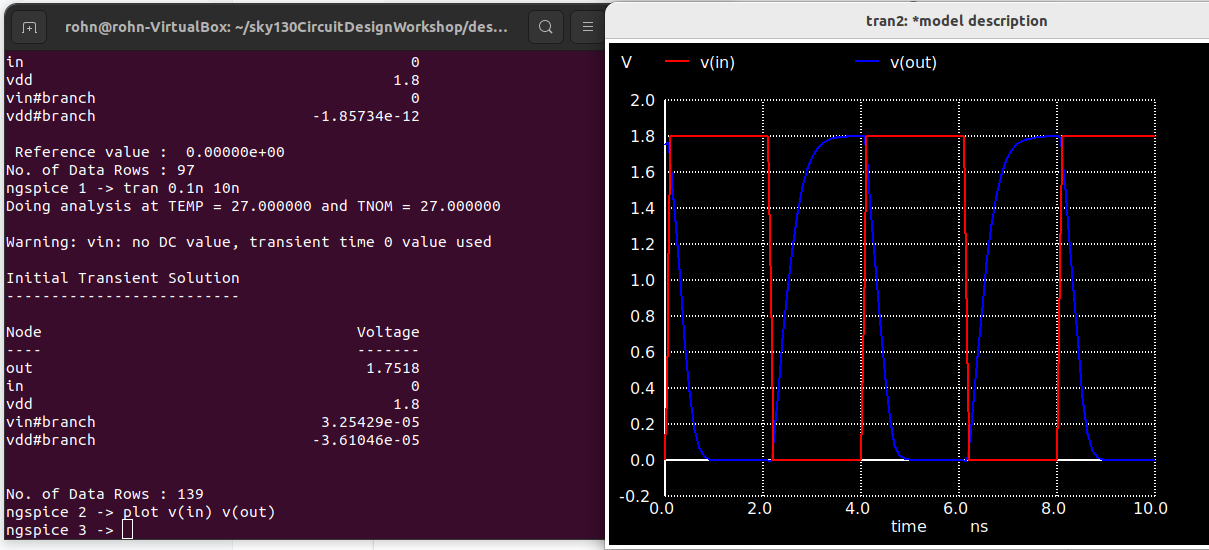 rohn@rohn-VirtualBox: ~/sky130CircuitDesignWorkshop/des...
in 0
vdd 1.8
vin#branch 0
vdd#branch -1.85734e-12
Reference value : 0.00000e+00
No. of Data Rows : 97
ngspice 1 -> tran 0.1n 10n
Doing analysis at TEMP = 27.000000 and TNOM = 27.000000
Warning: vin: no DC value, transient time 0 value used
Initial Transient Solution
--------------------------
Node Voltage
---- -------
out 1.7518
in 0
vdd 1.8
vin#branch 3.25429e-05
vdd#branch -3.61046e-05
No. of Data Rows : 139
ngspice 2 -> plot v(in) v(out)
ngspice 3 ->
tran2: *model description
V v(in) v(out)
2.0
1.8
1.6
1.4
1.2
1.0
0.8
0.6
0.4
0.2
0.0
-0.2
0.0 2.0 4.0 6.0 8.0 10.0
time ns